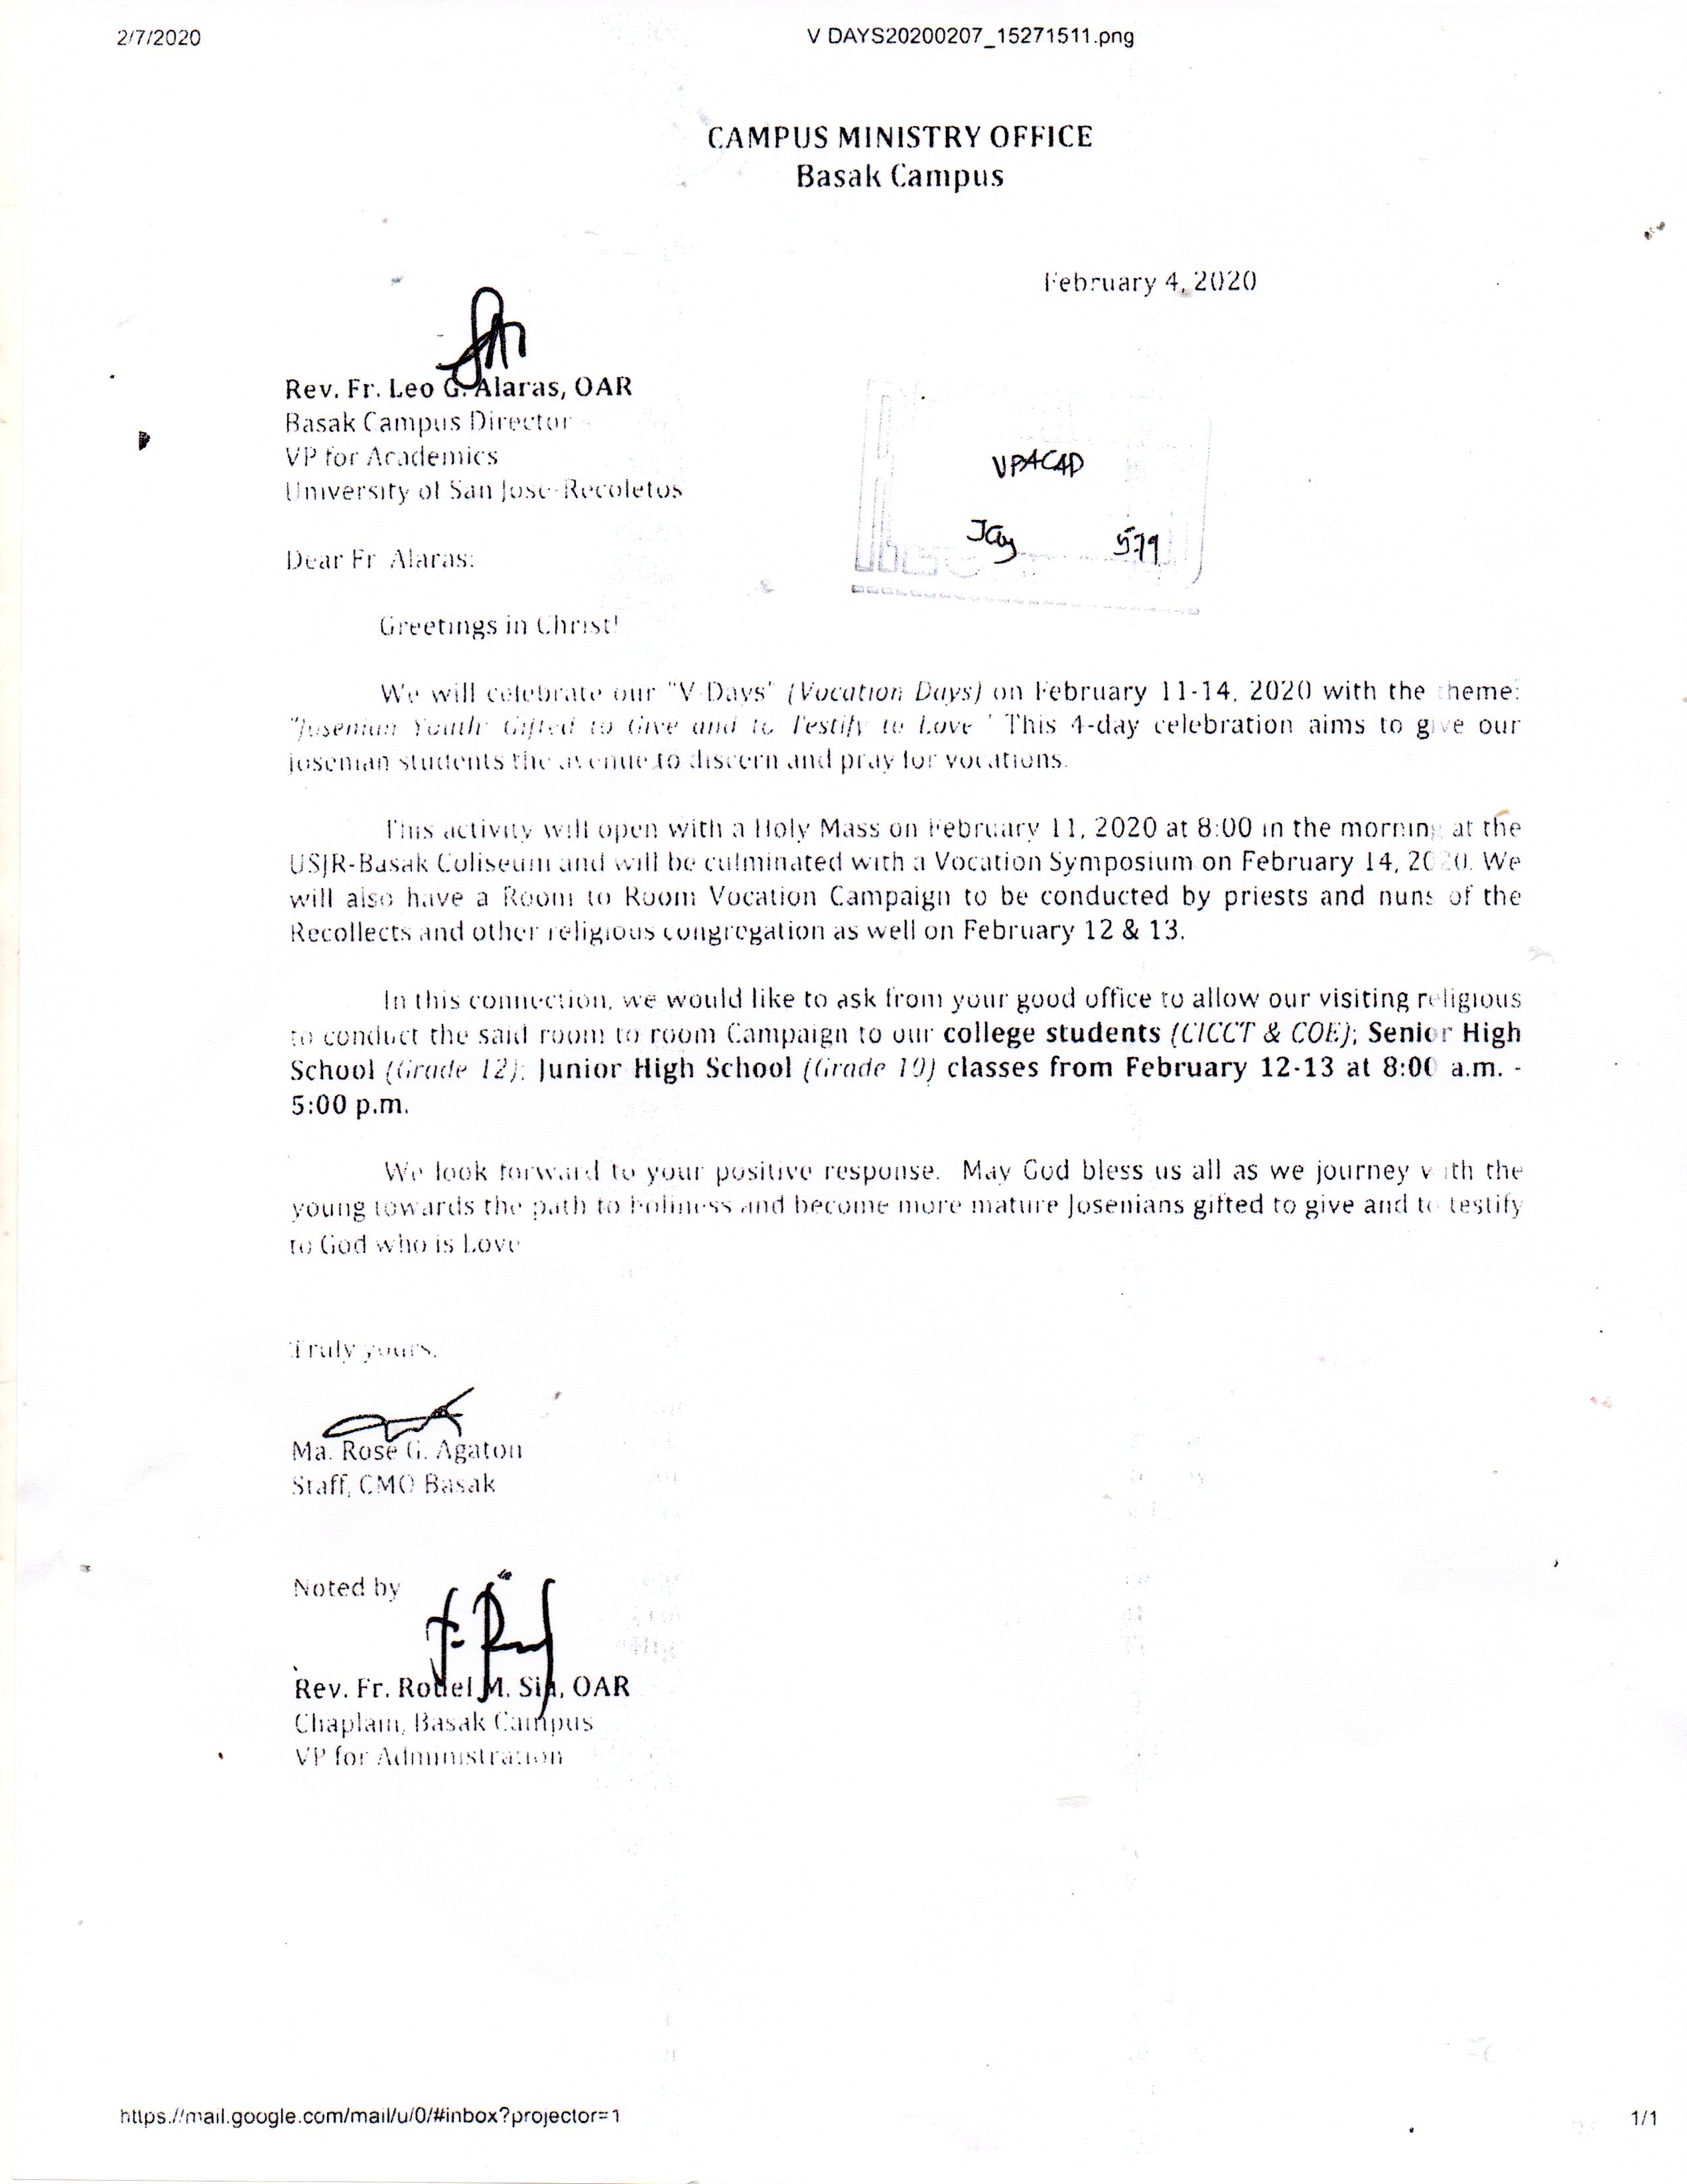 2/7/2020 V DAYS20200207_15271511.png
CAMPUS MINISTRY OFFICE
Basak Campus
February 4, 2020
Rev. Fr. Leo G. Alaras, OAR
Basak Campus Director
VP for Academics
University of San Jose-Recoletos
VPACAD
Dear Fr Alaras:
Greetings in Christ!
We will celebrate our "V-Days" (Vocation Days) on February 11-14, 2020 with the theme:
"Josenian Youth: Gifted to Give and to Testify to Love" This 4-day celebration aims to give our
Josenian students the avenue to discern and pray for vocations.
This activity will open with a Holy Mass on February 11, 2020 at 8:00 in the morning at the
USJR-Basak Coliseum and will be culminated with a Vocation Symposium on February 14, 2020. We
will also have a Room to Room Vocation Campaign to be conducted by priests and nuns of the
Recollects and other religious congregation as well on February 12 & 13.
In this connection, we would like to ask from your good office to allow our visiting religious
to conduct the said room to room Campaign to our college students (CICCT & COE); Senior High
School (Grade 12); Junior High School (Grade 10) classes from February 12-13 at 8:00 a.m. -
5:00 p.m.
We look forward to your positive response. May God bless us all as we journey with the
young towards the path to holiness and become more mature Josenians gifted to give and to testify
to God who is Love
Truly yours,
Ma. Rose G. Agaton
Staff, CMO Basak
Noted by
Rev. Fr. Rodel M. Sia, OAR
Chaplain, Basak Campus
VP for Administration
https://mail.google.com/mail/u/0/#inbox?projector=1 1/1